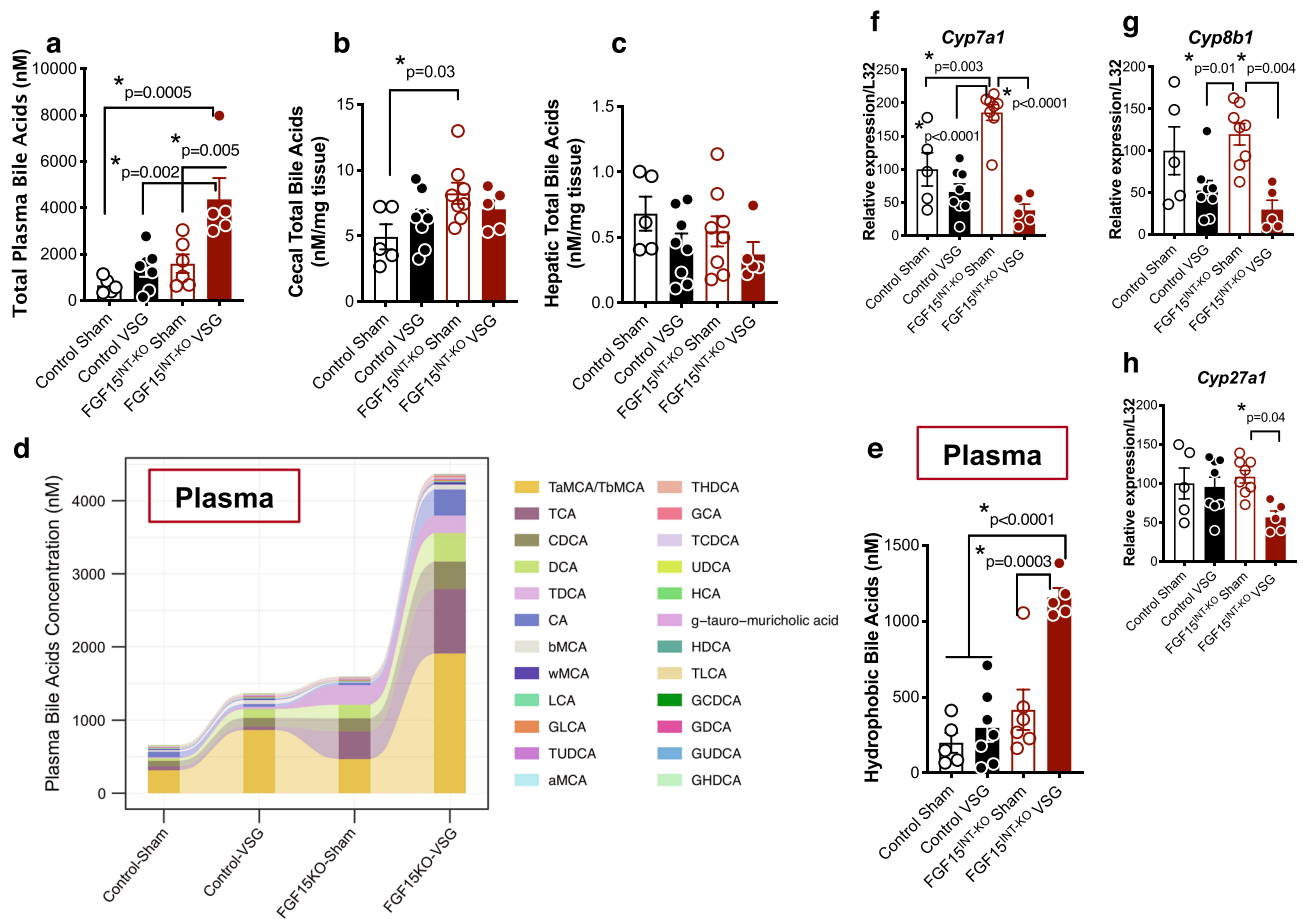 a
Total Plasma Bile Acids (nM)
10000
8000
6000
4000
2000
0
*
p=0.0005
*
p=0.002
*
p=0.005
Control Sham
Control VSG
FGF15INT-KO Sham
FGF15INT-KO VSG
b
Cecal Total Bile Acids
(nM/mg tissue)
15
10
5
0
*
p=0.03
Control Sham
Control VSG
FGF15INT-KO Sham
FGF15INT-KO VSG
c
Hepatic Total Bile Acids
(nM/mg tissue)
1.5
1.0
0.5
0.0
Control Sham
Control VSG
FGF15INT-KO Sham
FGF15INT-KO VSG
d
Plasma
Plasma Bile Acids Concentration (nM)
4000
3000
2000
1000
0
Control-Sham
Control-VSG
FGF15KO-Sham
FGF15KO-VSG
TaMCA/TbMCA
TCA
CDCA
DCA
TDCA
CA
bMCA
wMCA
LCA
GLCA
TUDCA
aMCA
THDCA
GCA
TCDCA
UDCA
HCA
g-tauro-muricholic acid
HDCA
TLCA
GCDCA
GDCA
GUDCA
GHDCA
e
Plasma
Hydrophobic Bile Acids (nM)
1500
1000
500
0
*
p<0.0001
*
p=0.0003
Control Sham
Control VSG
FGF15INT-KO Sham
FGF15INT-KO VSG
f
Cyp7a1
Relative expression/L32
250
200
150
100
50
0
*
p=0.003
*
p<0.0001
*
p<0.0001
Control Sham
Control VSG
FGF15INT-KO Sham
FGF15INT-KO VSG
g
Cyp8b1
Relative expression/L32
200
150
100
50
0
*
p=0.01
*
p=0.004
Control Sham
Control VSG
FGF15INT-KO Sham
FGF15INT-KO VSG
h
Cyp27a1
Relative expression/L32
200
150
100
50
0
*
p=0.04
Control Sham
Control VSG
FGF15INT-KO Sham
FGF15INT-KO VSG